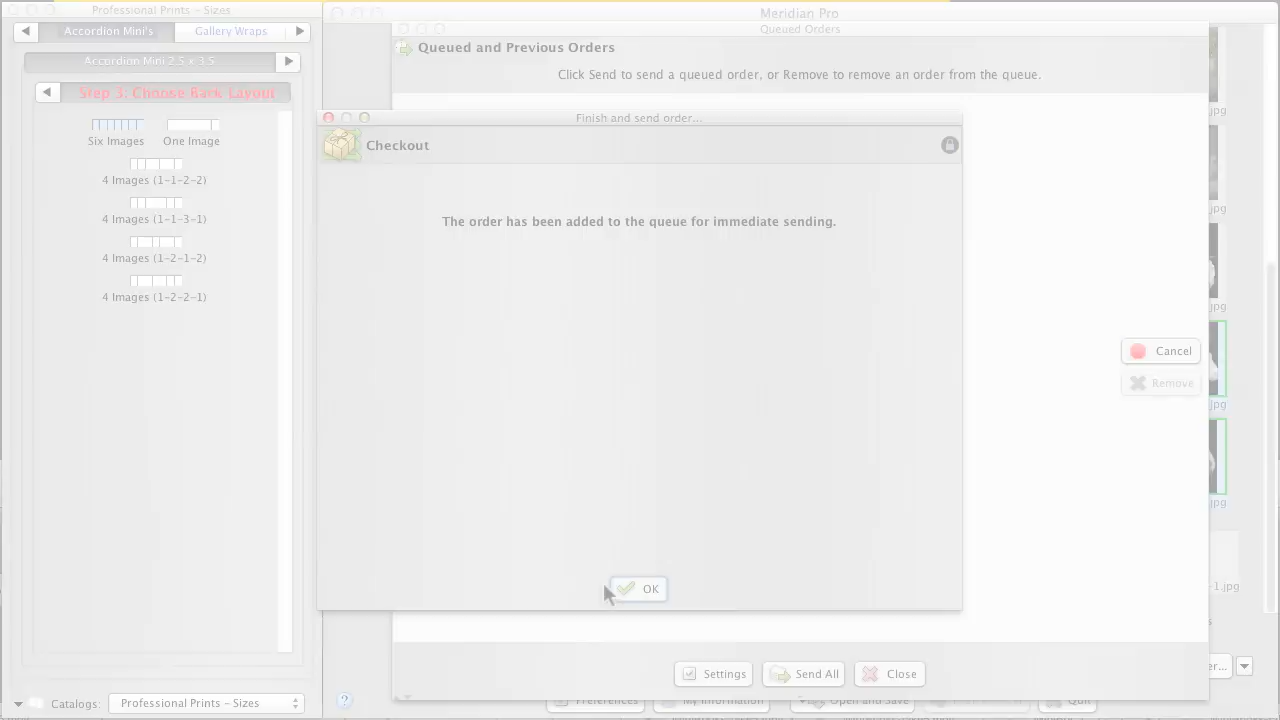 Professional Prints – Sizes
Accordion Mini's
Gallery Wraps
Accordion Mini 2.5 x 3.5
Step 3. Choose Back Layout
Six Images
One Image
4 Images (1-1-2-2)
4 Images (1-1-3-1)
4 Images (1-2-1-2)
4 Images (1-2-2-1)
Catalogs:
Professional Prints – Sizes
Meridian Pro
Queued Orders
Queued and Previous Orders
Click Send to send a queued order, or Remove to remove an order from the queue.
Finish and send order...
Checkout
The order has been added to the queue for immediate sending.
OK
Cancel
Remove
Settings
Send All
Close
Preferences
My Information
Open and Save
Quit
.jpg
.jpg
.jpg
.jpg
.jpg
-1.jpg